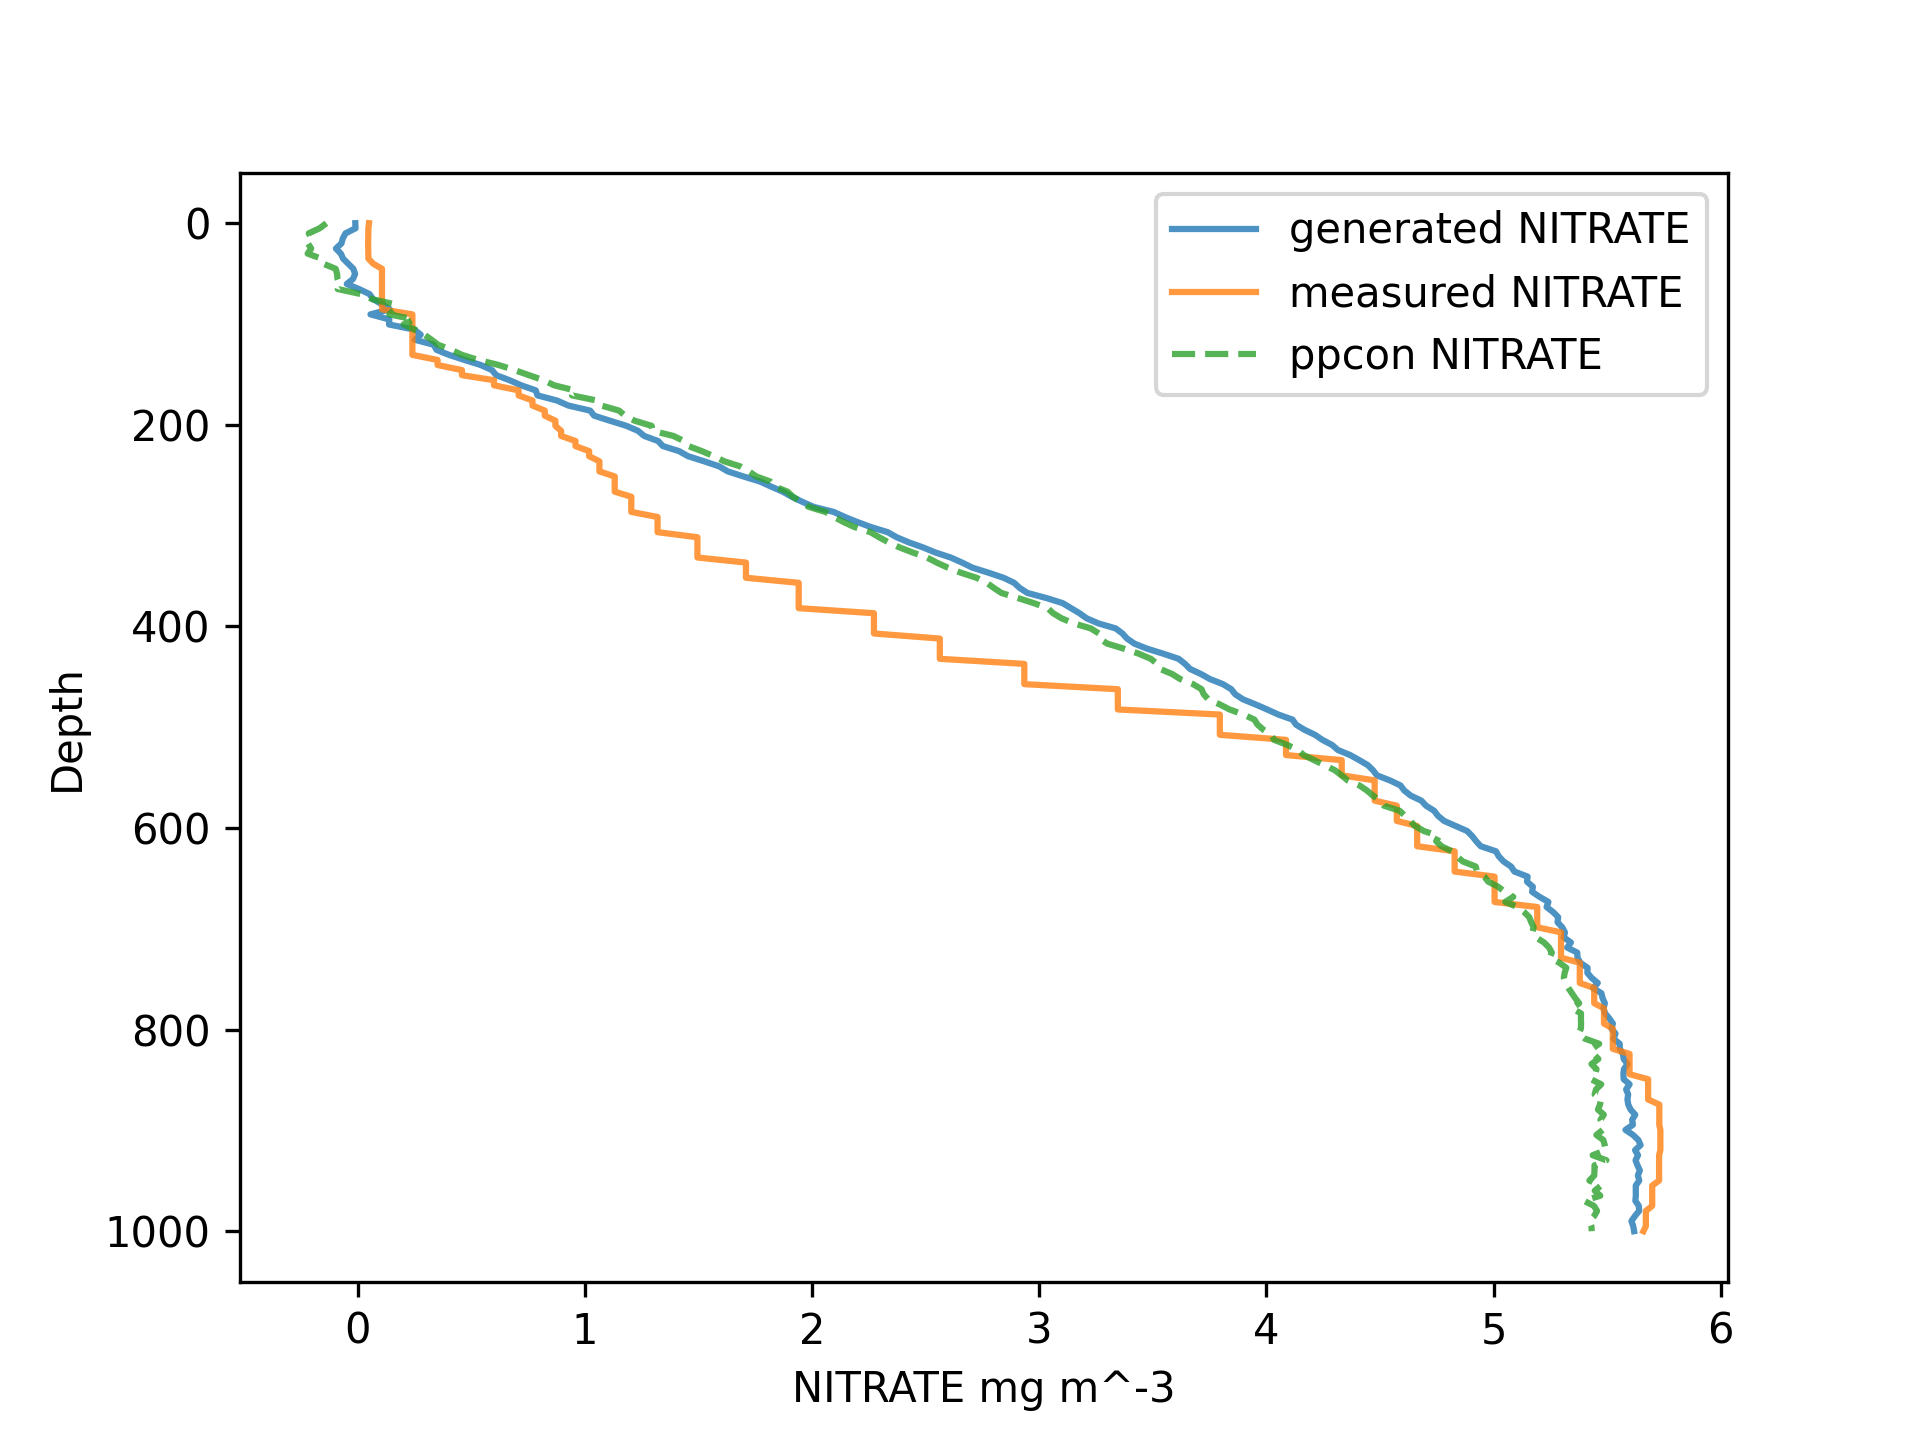 generated NITRATE
measured NITRATE
ppcon NITRATE
0
200
400
600
800
1000
Depth
0 1 2 3 4 5 6
NITRATE mg m^-3